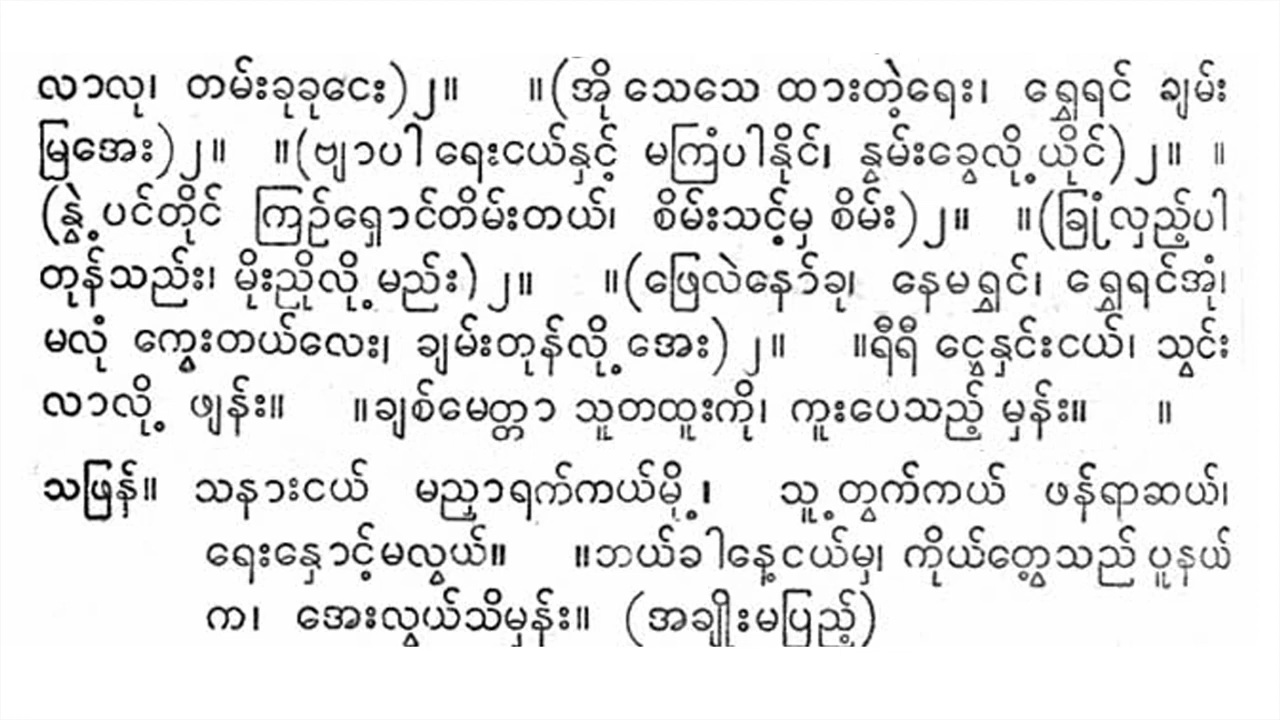 လာလု၊ တမ်းခုခုငေး)၂။ ။(အို သေသေ ထားတဲ့ရေး၊ ရွှေရင် ချမ်း
မြအေး)၂။ ။(ဗျာပါ ရေးငယ်နှင့် မကြံပါနိုင်၊ နွမ်းခွေလို့ ယိုင်)၂။ ။
(နွဲ့ ပင်တိုင် ကြဉ်ရှောင်တိမ်းတယ်၊ စိမ်းသင့်မှ စိမ်း)၂။ ။(ခြုံလှည့်ပါ
တုန်သည်း၊ မိုးညိုလို့ မည်း)၂။ ။(ဖြေလဲနော်ခု၊ နေမရွှင်၊ ရွှေရင်အုံ၊
မလုံ ကွေးတယ်လေး၊ ချမ်းတုန်လို့ အေး)၂။ ။ရီရီ ငွေနှင်းငယ်၊ သွင်း
လာလို့ ဖျန်း။ ။ချစ်မေတ္တာ သူတထူးကို၊ ကူးပေသည့် မှန်း။ ။
သဖြန်။ သနားငယ် မညှာရက်ကယ်မို့၊ သူ့တွက်ကယ် ဖန်ရာဆယ်၊
ရေးနှောင့်မလွယ်။ ။ဘယ်ခါနေ့ငယ်မှ၊ ကိုယ်တွေ့သည် ပူနယ်
က၊ အေးလွယ်သိမှန်း။ (အချိုးမပြည့်)